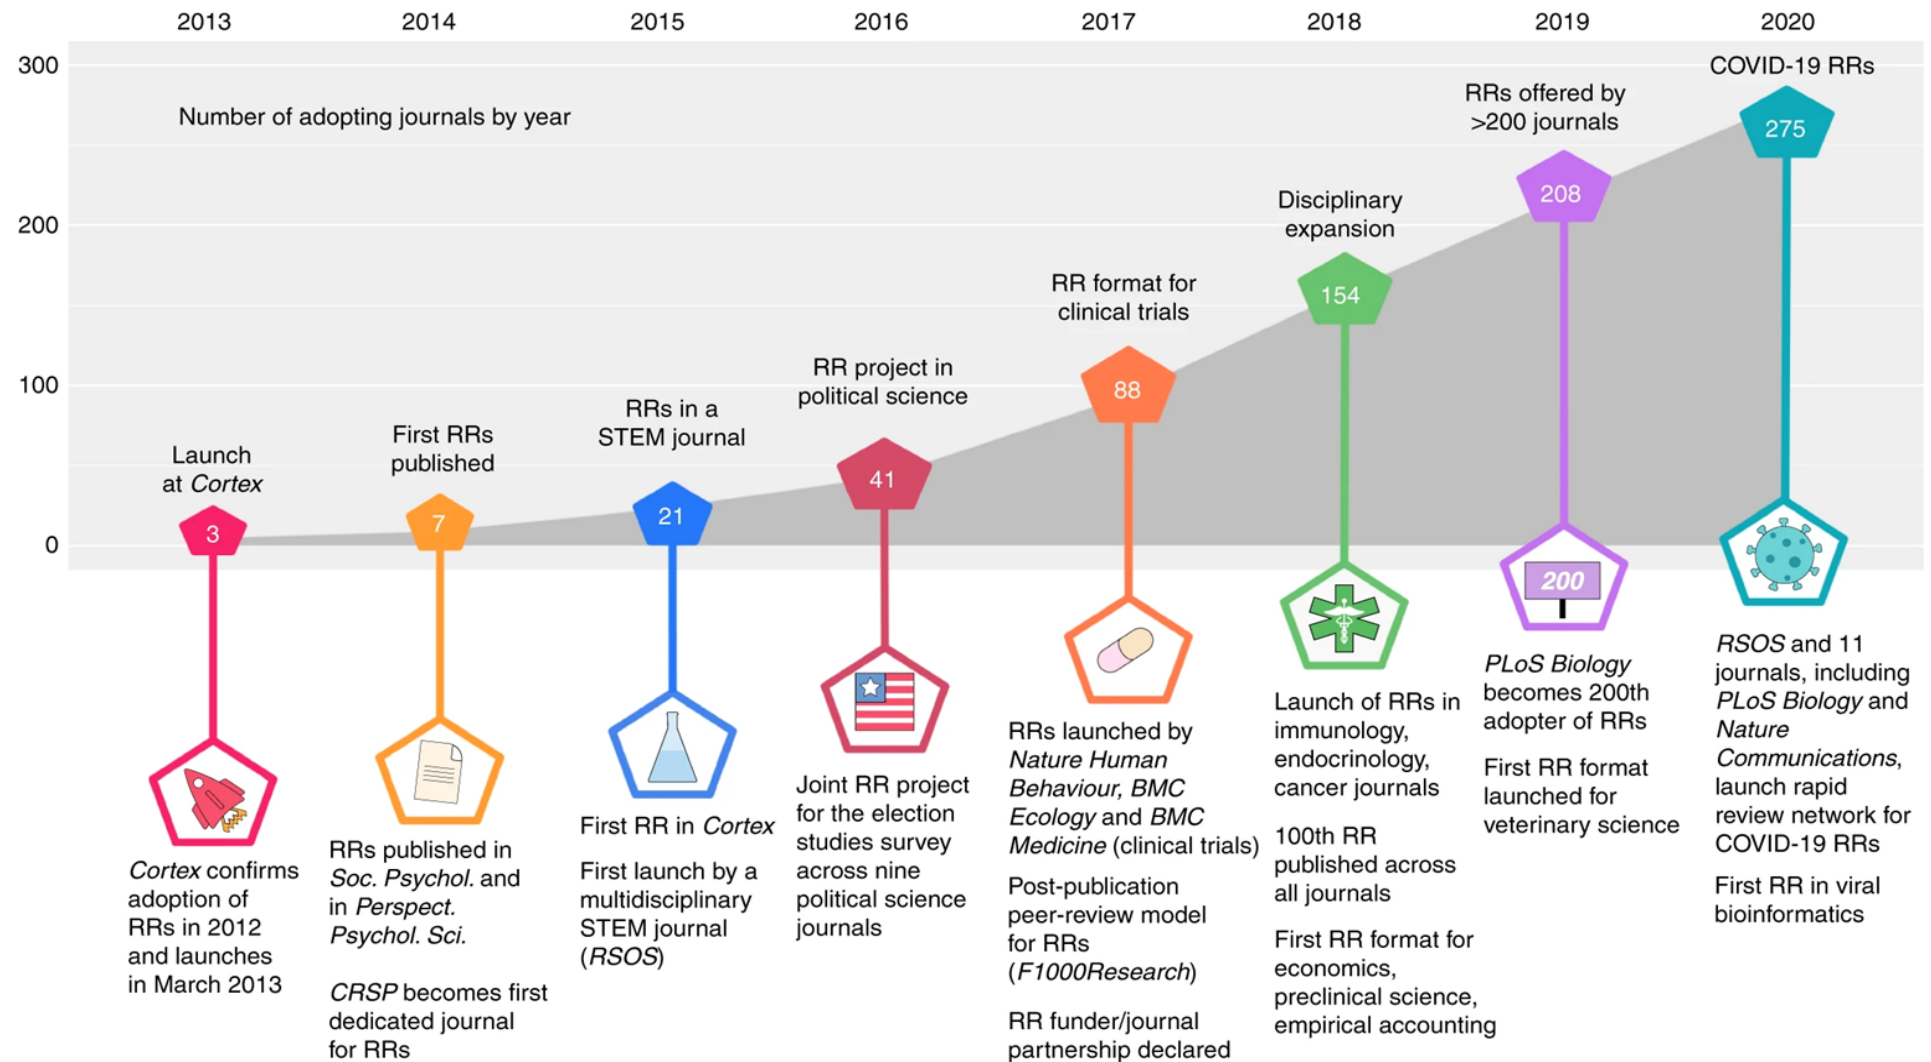 2013 2014 2015 2016 2017 2018 2019 2020
300
200
100
0
Number of adopting journals by year
Launch
at Cortex
3
Cortex confirms
adoption of
RRs in 2012
and launches
in March 2013
First RRs
published
7
RRs published in
Soc. Psychol. and
in Perspect.
Psychol. Sci.
CRSP becomes first
dedicated journal
for RRs
RRs in a
STEM journal
21
First RR in Cortex
First launch by a
multidisciplinary
STEM journal
(RSOS)
RR project in
political science
41
Joint RR project
for the election
studies survey
across nine
political science
journals
RR format for
clinical trials
88
RRs launched by
Nature Human
Behaviour, BMC
Ecology and BMC
Medicine (clinical trials)
Post-publication
peer-review model
for RRs
(F1000Research)
RR funder/journal
partnership declared
Disciplinary
expansion
154
Launch of RRs in
immunology,
endocrinology,
cancer journals
100th RR
published across
all journals
First RR format for
economics,
preclinical science,
empirical accounting
RRs offered by
>200 journals
208
200
PLoS Biology
becomes 200th
adopter of RRs
First RR format
launched for
veterinary science
COVID-19 RRs
275
RSOS and 11
journals, including
PLoS Biology and
Nature
Communications,
launch rapid
review network for
COVID-19 RRs
First RR in viral
bioinformatics